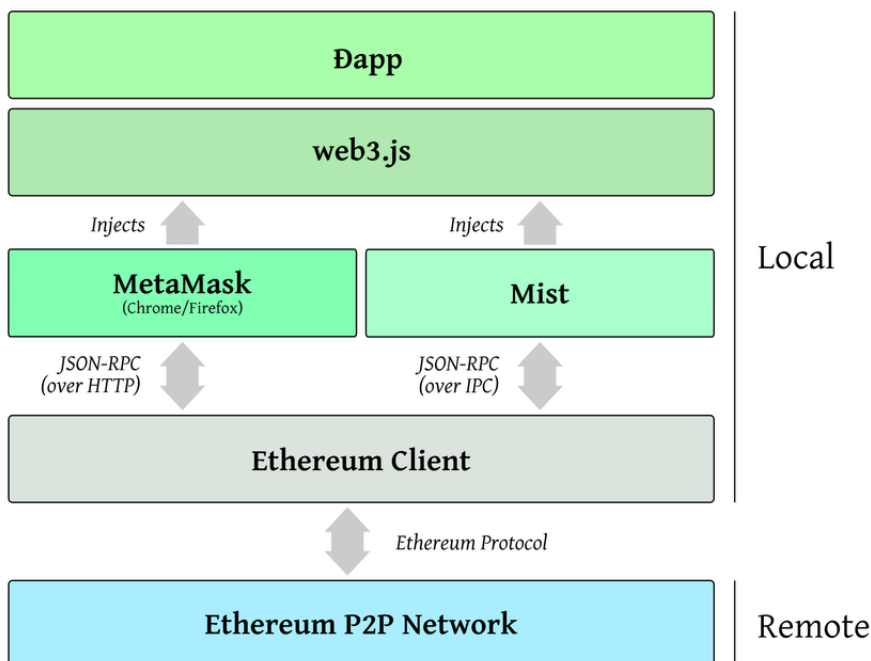 Đapp
web3.js
Injects
Injects
Local
MetaMask
(Chrome/Firefox)
Mist
JSON-RPC
(over HTTP)
JSON-RPC
(over IPC)
Ethereum Client
Ethereum Protocol
Ethereum P2P Network
Remote